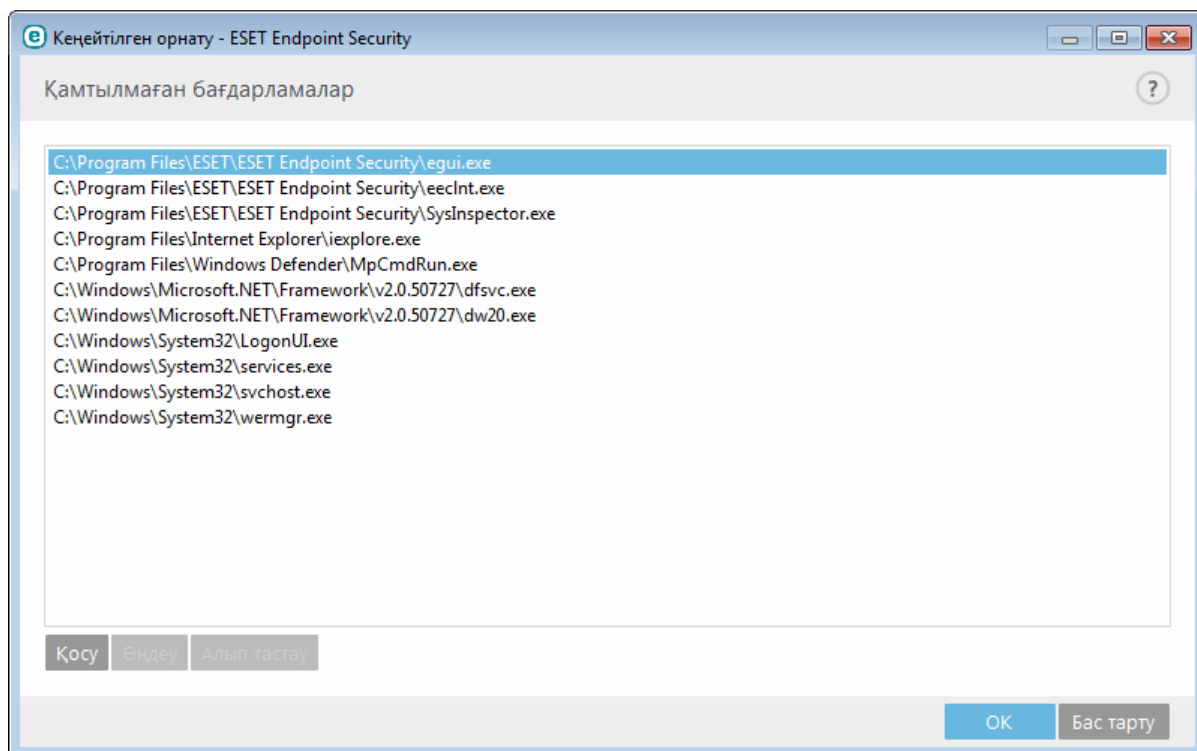 Кеңейтілген орнату - ESET Endpoint Security
Қамтылмаған бағдарламалар
?
C:\Program Files\ESET\ESET Endpoint Security\egui.exe
C:\Program Files\ESET\ESET Endpoint Security\eeclnt.exe
C:\Program Files\ESET\ESET Endpoint Security\SysInspector.exe
C:\Program Files\Internet Explorer\iexplore.exe
C:\Program Files\Windows Defender\MpCmdRun.exe
C:\Windows\Microsoft.NET\Framework\v2.0.50727\dfsvc.exe
C:\Windows\Microsoft.NET\Framework\v2.0.50727\dw20.exe
C:\Windows\System32\LogonUI.exe
C:\Windows\System32\services.exe
C:\Windows\System32\svchost.exe
C:\Windows\System32\wermgr.exe
Қосу Өңдеу Алып тастау
OK Бас тарту